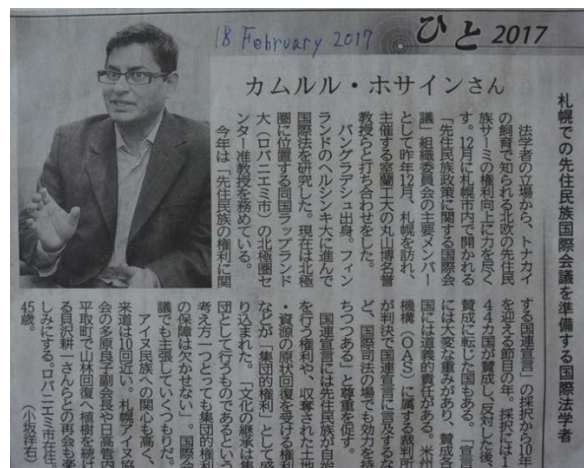 18 February 2017
ひと 2017
カムルル・ホサインさん
札幌での先住民族国際会議を準備する国際法学者
法学者の立場から、トナカイ
の飼育で知られる北欧の先住民
族サーミの権利向上に力を尽く
す。12月に札幌市内で開かれる
「先住民族政策に関する国際会
議」組織委員会の主要メンバー
として昨年12月、札幌を訪れ、
主催する室蘭工大の丸山博名誉
教授らと打ち合わせをした。
バングラデシュ出身。フィン
ランドのヘルシンキ大に進んで
国際法を研究した。現在は北極
圏に位置する同国ラップランド
大（ロバニエミ市）の北極圏セ
ンター准教授を務めている。
今年は「先住民族の権利に関
する国連宣言」の採択から10年
を迎える節目の年。採択には1
44カ国が賛成し、反対した後
賛成に転じた国もある。「宣言
には大変な重みがあり、賛成各
国には道義的責任がある。米州
機構（OAS）に属する裁判所
が判決で国連宣言に言及するな
ど、国際司法の場でも効力を持
ちつつある」と尊重を促す。
国連宣言には先住民族が自治
を行う権利や、収奪された土地
・資源の原状回復を受ける権利
などが「集団的権利」として盛
り込まれた。「文化の継承は集
団として行うものであるという
考え方一つとっても集団的権利
の保障は欠かせない」。国際会
議でも主張していくつもりだ。
アイヌ民族への関心も高く、
来道は10回近い。札幌アイヌ協
会の多原良子副会長や日高管内
平取町で山林回復へ植樹を続け
る貝沢耕一さんらとの再会も楽
しみにする。ロバニエミ市在住。
45歳。（小坂洋右）